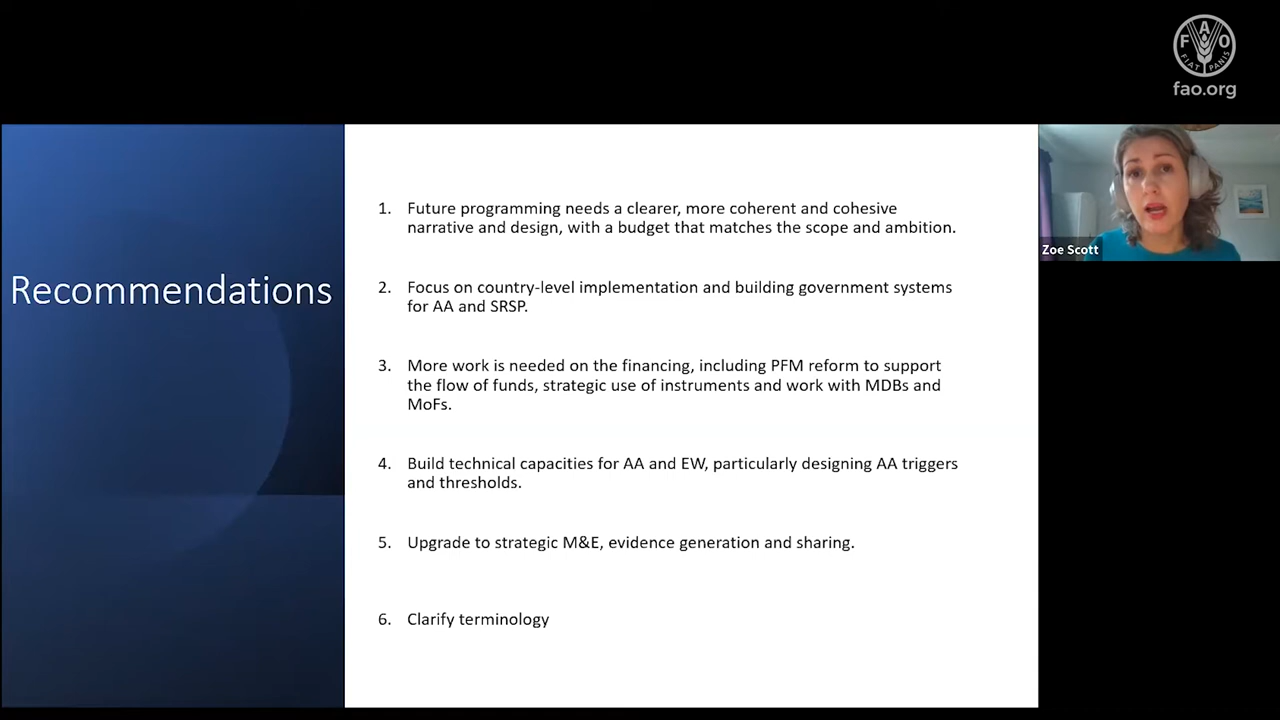 F A O
FIAT PANIS
fao.org
Zoe Scott
Recommendations
1. Future programming needs a clearer, more coherent and cohesive
narrative and design, with a budget that matches the scope and ambition.
2. Focus on country-level implementation and building government systems
for AA and SRSP.
3. More work is needed on the financing, including PFM reform to support
the flow of funds, strategic use of instruments and work with MDBs and
MoFs.
4. Build technical capacities for AA and EW, particularly designing AA triggers
and thresholds.
5. Upgrade to strategic M&E, evidence generation and sharing.
6. Clarify terminology